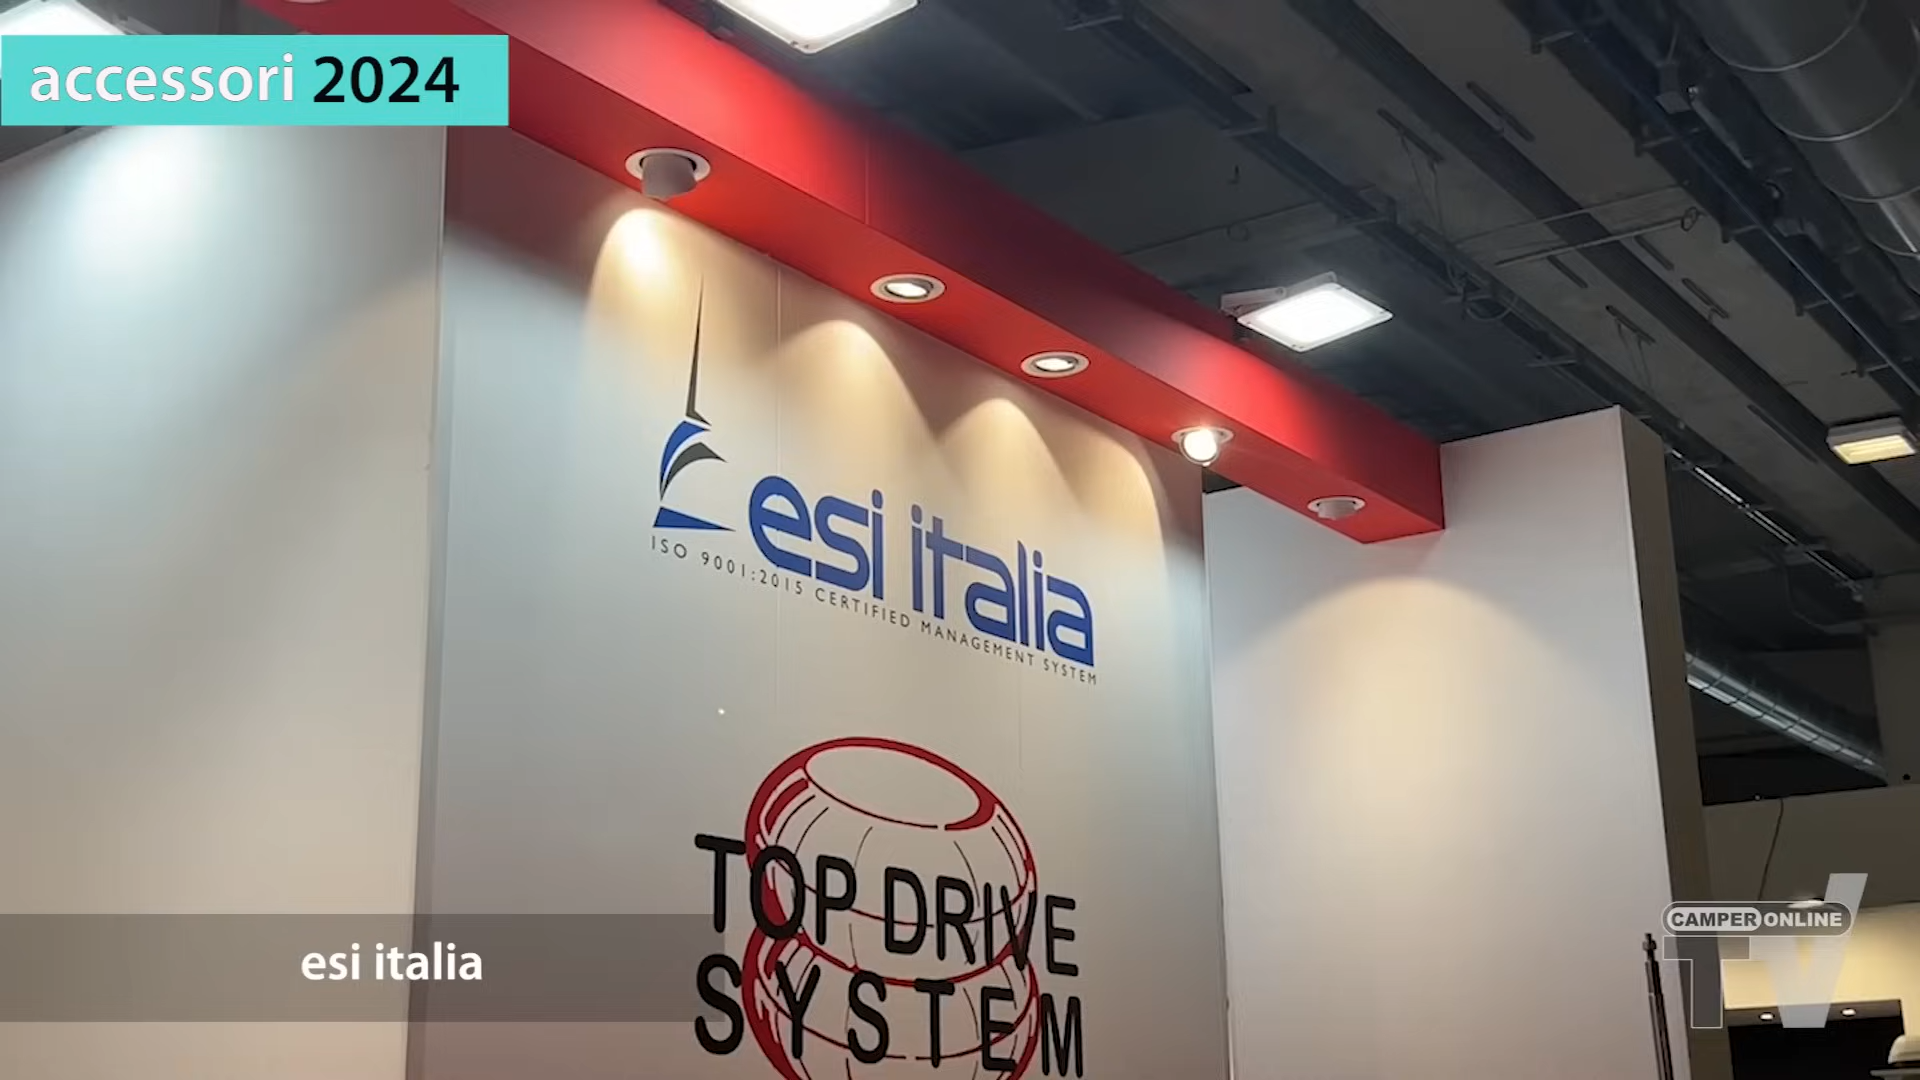 accessori 2024
esi italia
ISO 9001:2015 CERTIFIED MANAGEMENT SYSTEM
TOP DRIVE
SYSTEM
esi italia
CAMPER ONLINE
TV